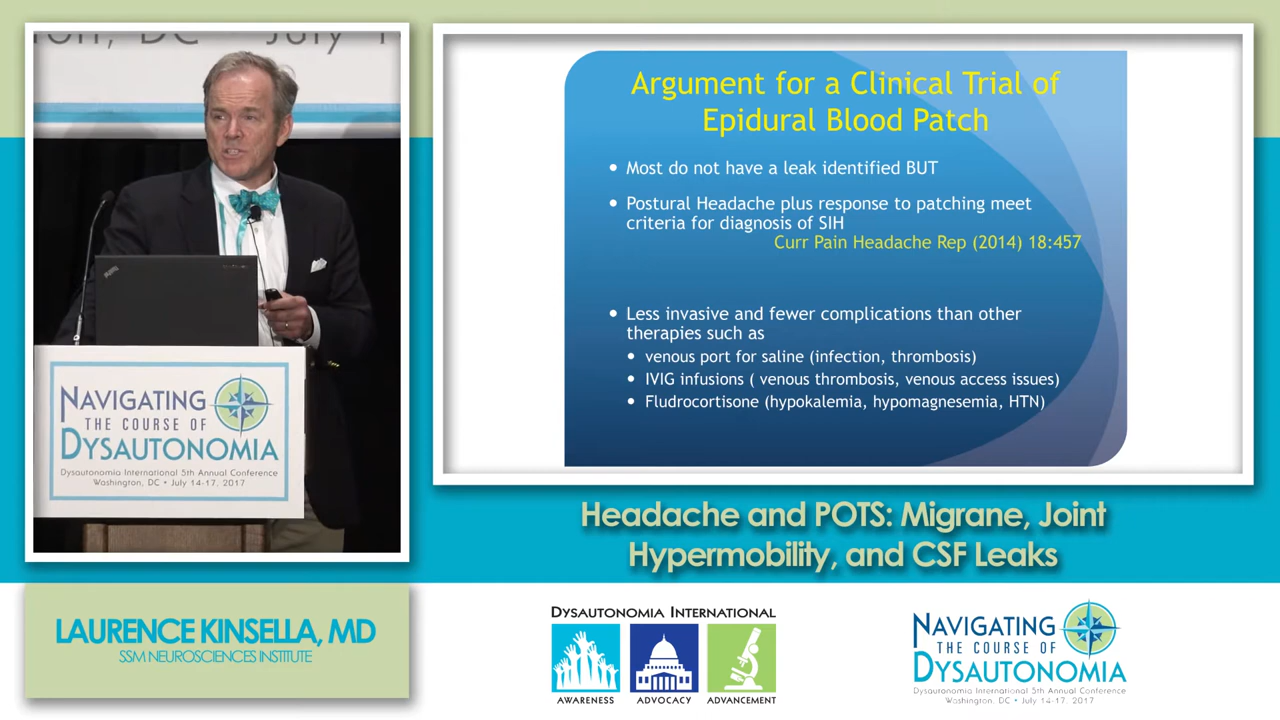 ton, DC - July 1
Argument for a Clinical Trial of
Epidural Blood Patch
• Most do not have a leak identified BUT
• Postural Headache plus response to patching meet
criteria for diagnosis of SIH
Curr Pain Headache Rep (2014) 18:457
• Less invasive and fewer complications than other
therapies such as
• venous port for saline (infection, thrombosis)
• IVIG infusions ( venous thrombosis, venous access issues)
• Fludrocortisone (hypokalemia, hypomagnesemia, HTN)
ThinkPad
NAVIGATING
THE COURSE OF
DYSAUTONOMIA
Dysautonomia International 5th Annual Conference
Washington, DC • July 14-17, 2017
Headache and POTS: Migrane, Joint
Hypermobility, and CSF Leaks
LAURENCE KINSELLA, MD
SSM NEUROSCIENCES INSTITUTE
DYSAUTONOMIA INTERNATIONAL
AWARENESS ADVOCACY ADVANCEMENT
NAVIGATING
THE COURSE OF
DYSAUTONOMIA
Dysautonomia International 5th Annual Conference
Washington, DC • July 14-17, 2017